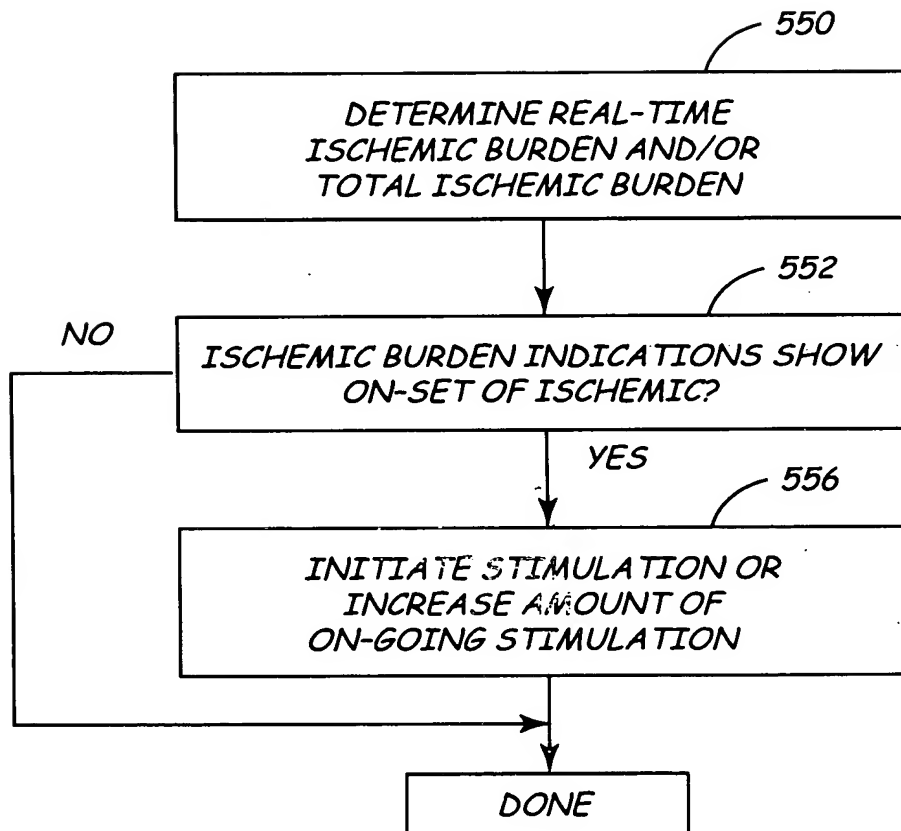 550
DETERMINE REAL-TIME
ISCHEMIC BURDEN AND/OR
TOTAL ISCHEMIC BURDEN
552
NO
ISCHEMIC BURDEN INDICATIONS SHOW
ON-SET OF ISCHEMIC?
YES
556
INITIATE STIMULATION OR
INCREASE AMOUNT OF
ON-GOING STIMULATION
DONE